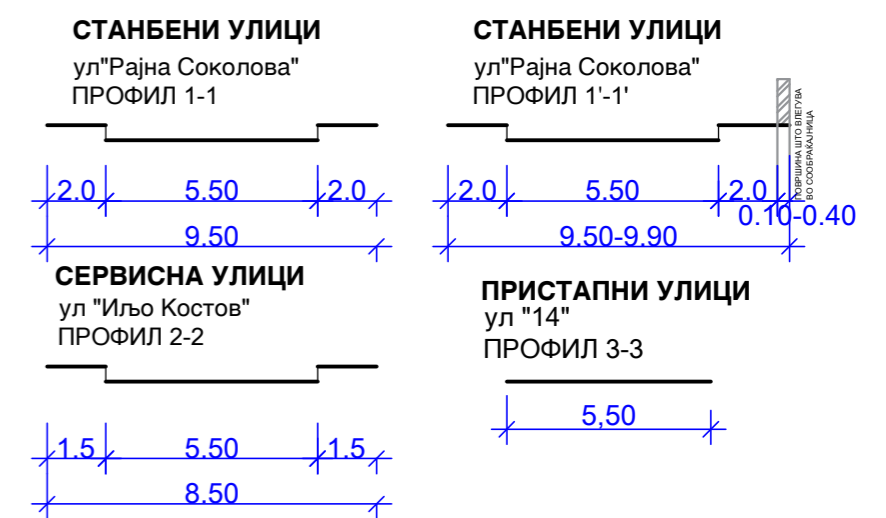 СТАНБЕНИ УЛИЦИ
ул"Рајна Соколова"
ПРОФИЛ 1-1
2.0 5.50 2.0
9.50
СТАНБЕНИ УЛИЦИ
ул"Рајна Соколова"
ПРОФИЛ 1'-1'
ПОВРШИНА ШТО ВЛЕГУВА
ВО СООБРАЌАЈНИЦА
2.0 5.50 2.0
0.10-0.40
9.50-9.90
СЕРВИСНА УЛИЦИ
ул "Иљо Костов"
ПРОФИЛ 2-2
1.5 5.50 1.5
8.50
ПРИСТАПНИ УЛИЦИ
ул "14"
ПРОФИЛ 3-3
5,50